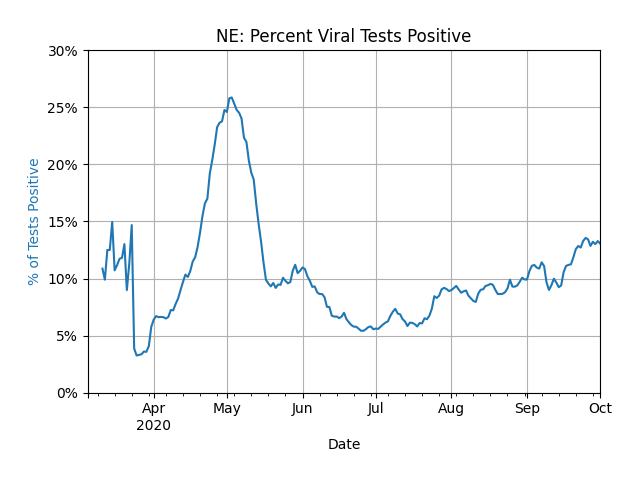 NE: Percent Viral Tests Positive
30%
25%
20%
15%
10%
5%
0%
% of Tests Positive
Apr May Jun Jul Aug Sep Oct
2020
Date